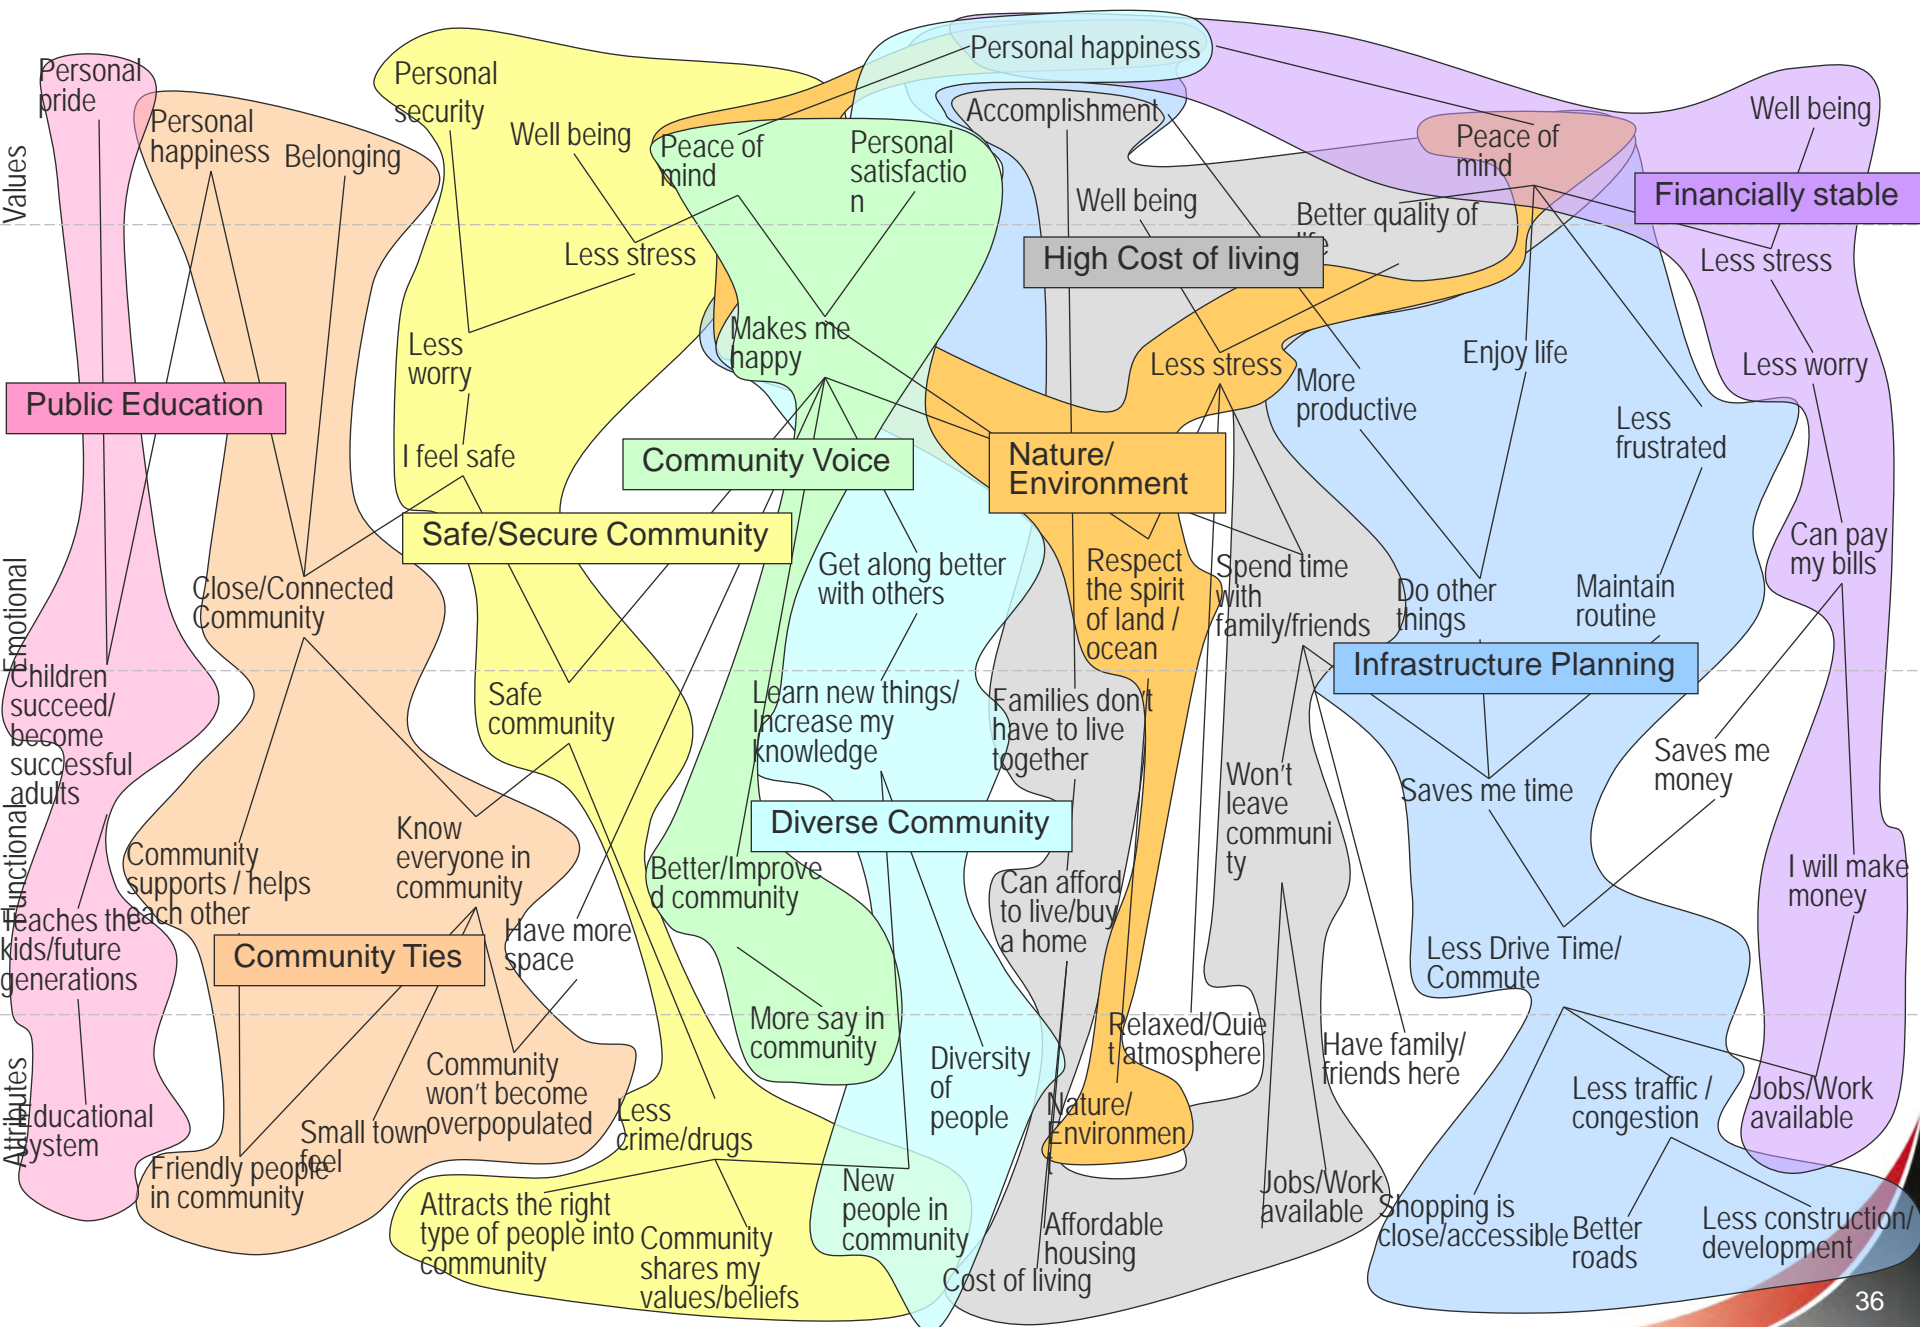 Values
Emotional
Functional
Attributes
Personal
pride
Public Education
Children
succeed/
become
successful
adults
Teaches the
kids/future
generations
Educational
system
Personal
happiness
Belonging
Close/Connected
Community
Community
supports / helps
each other
Know
everyone in
community
Have more
space
Community Ties
Community
won't become
overpopulated
Small town
feel
Friendly people
in community
Personal
security
Well being
Less stress
Less
worry
I feel safe
Safe/Secure Community
Safe
community
Less
crime/drugs
Attracts the right
type of people into
community
Community
shares my
values/beliefs
Peace of
mind
Personal
satisfactio
n
Makes me
happy
Community Voice
Better/Improve
d community
More say in
community
Personal happiness
Get along better
with others
Learn new things/
Increase my
knowledge
Diverse Community
Diversity
of
people
New
people in
community
Accomplishment
Well being
Better quality of
life
High Cost of living
Less stress
Nature/
Environment
Respect
the spirit
of land /
ocean
Spend time
with
family/friends
Families don't
have to live
together
Won't
leave
communi
ty
Can afford
to live/buy
a home
Relaxed/Quie
t atmosphere
Have family/
friends here
Nature/
Environmen
t
Affordable
housing
Cost of living
Jobs/Work
available
Peace of
mind
More
productive
Enjoy life
Less
frustrated
Do other
things
Maintain
routine
Infrastructure Planning
Saves me time
Saves me
money
Less Drive Time/
Commute
Less traffic /
congestion
Shopping is
close/accessible
Better
roads
Less construction/
development
Well being
Financially stable
Less stress
Less worry
Can pay
my bills
I will make
money
Jobs/Work
available
36